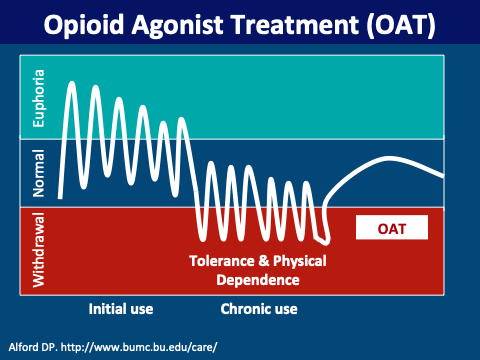 Opioid Agonist Treatment (OAT)
Euphoria
Normal
Withdrawal
OAT
Tolerance & Physical
Dependence
Initial use
Chronic use
Alford DP. http://www.bumc.bu.edu/care/